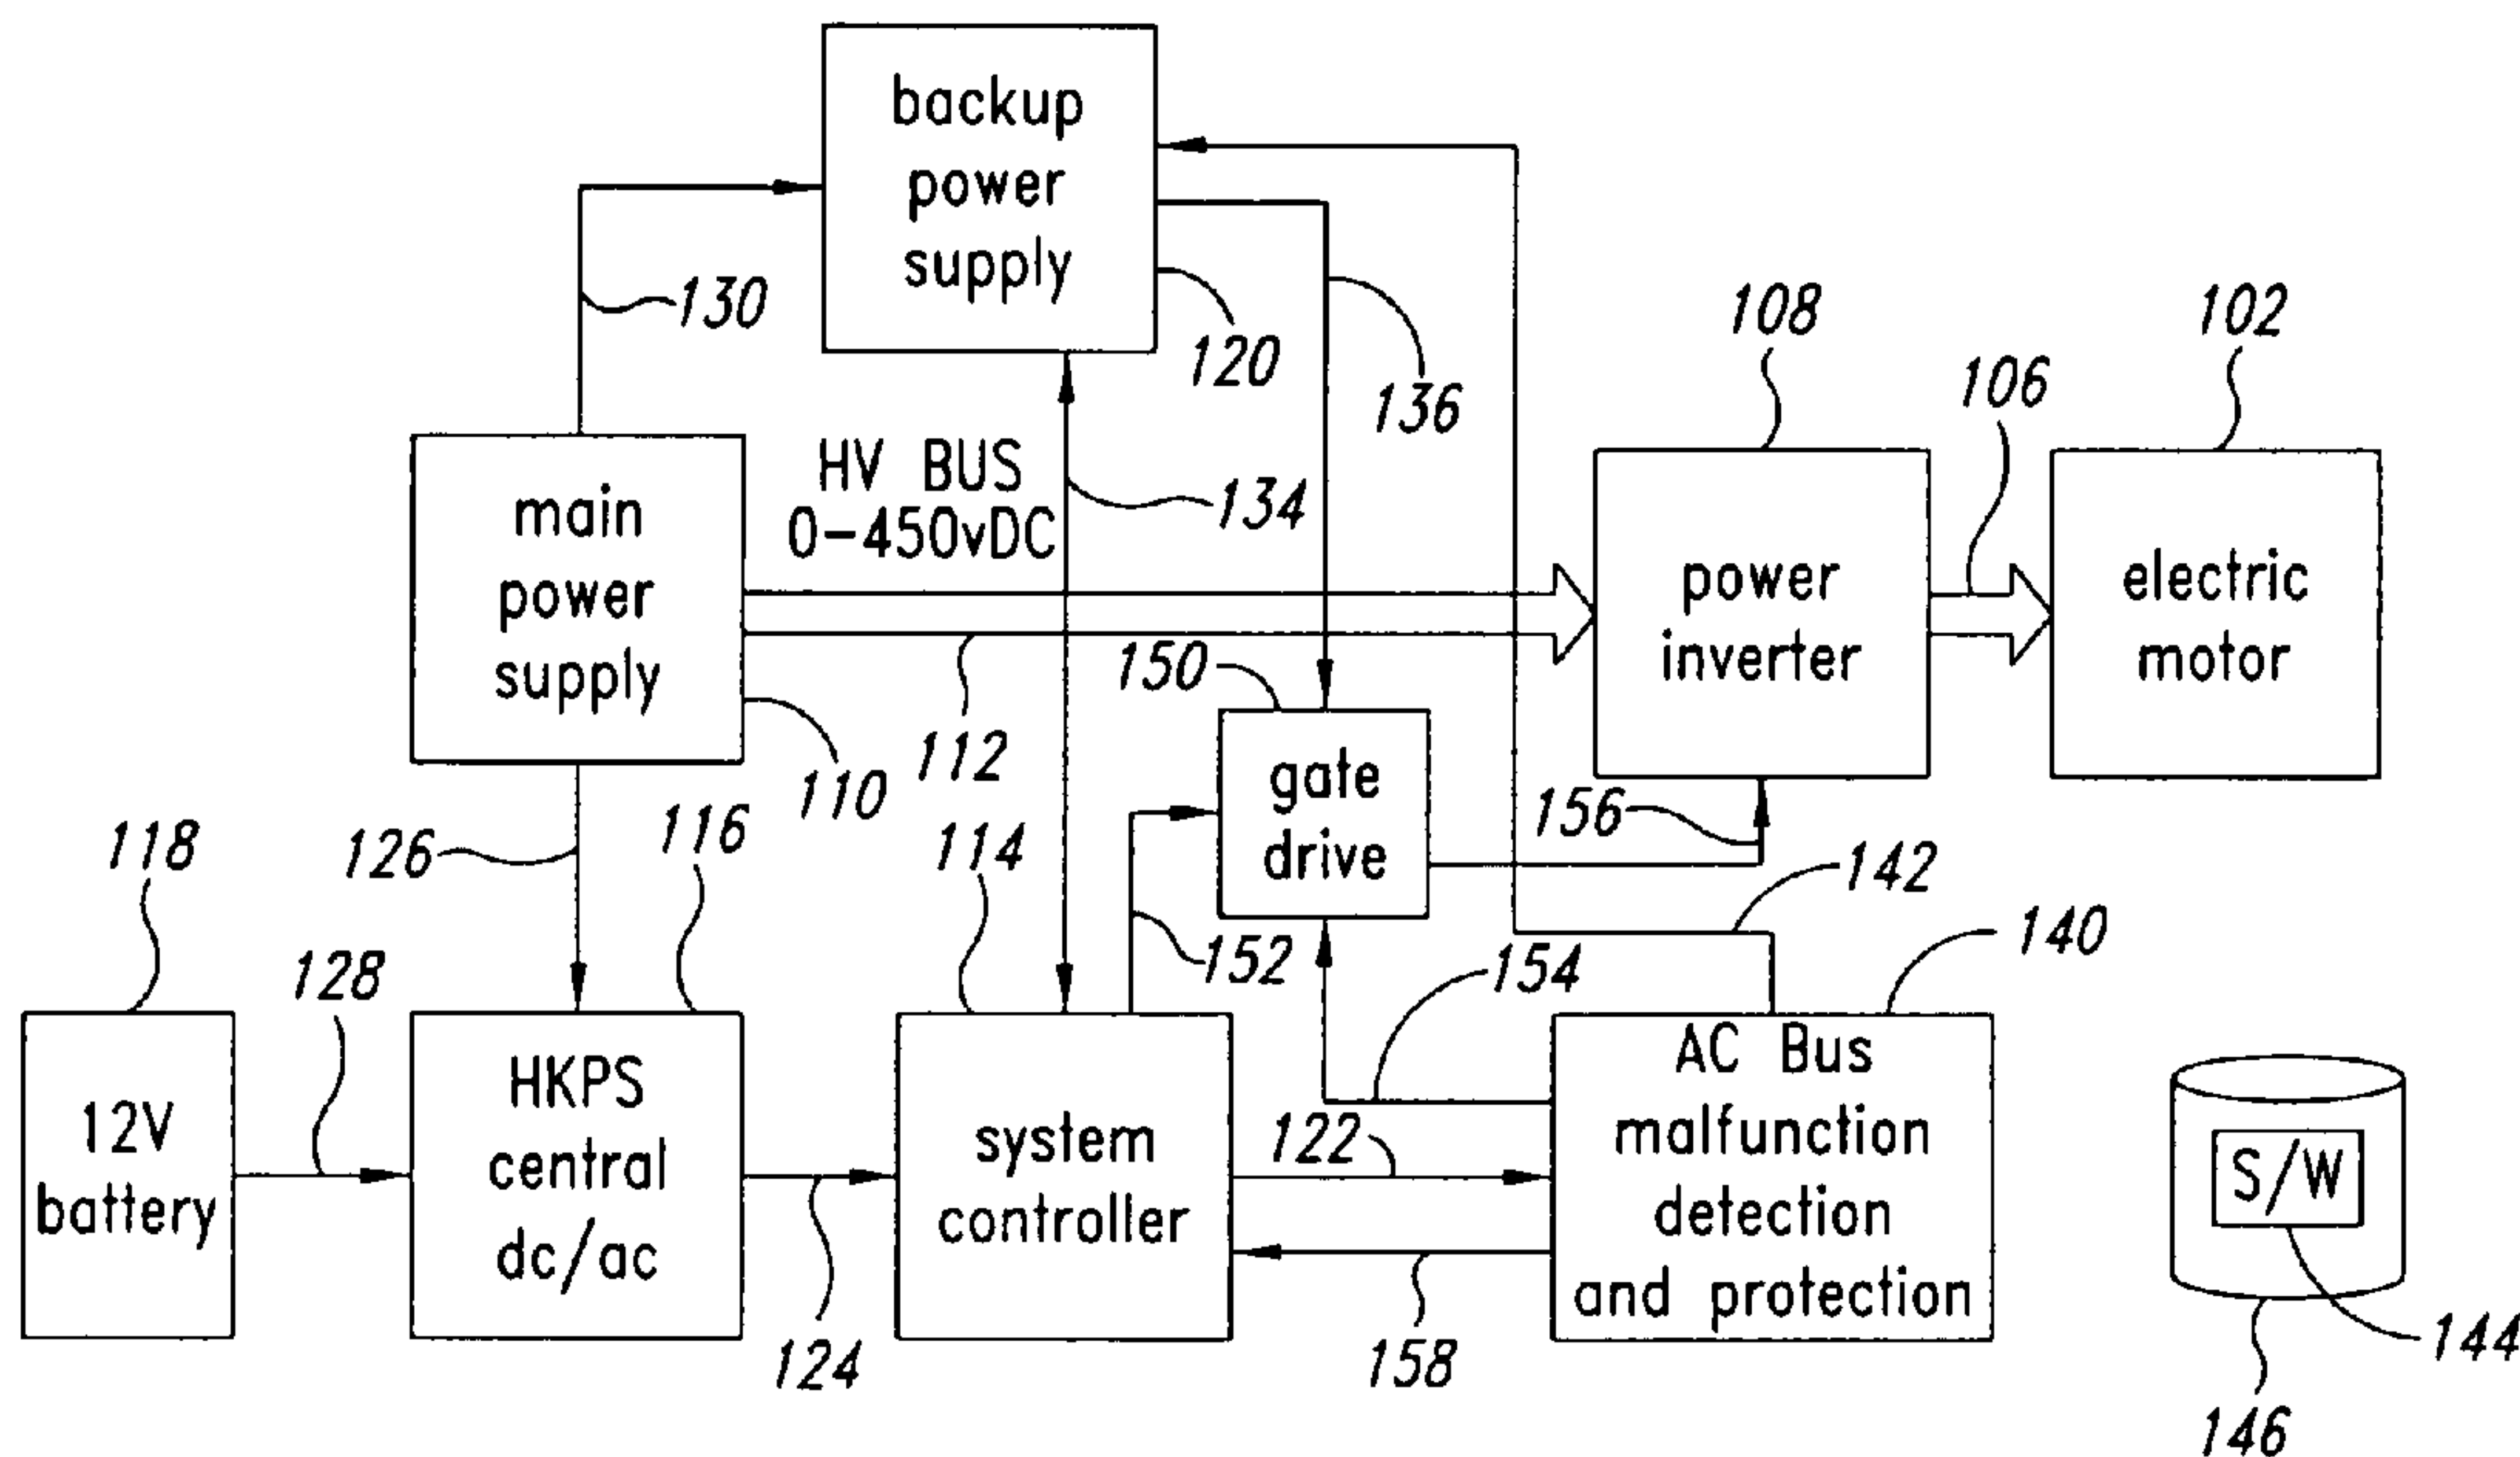 backup
power
supply
130
120
136
108
102
106
HV BUS
0-450vDC
134
main
power
supply
power
inverter
electric
motor
150
112
110
gate
drive
156
118
126
116
114
142
128
152
154
140
12V
battery
HKPS
central
dc/ac
system
controller
122
AC Bus
malfunction
detection
and protection
S/W
124
158
144
146